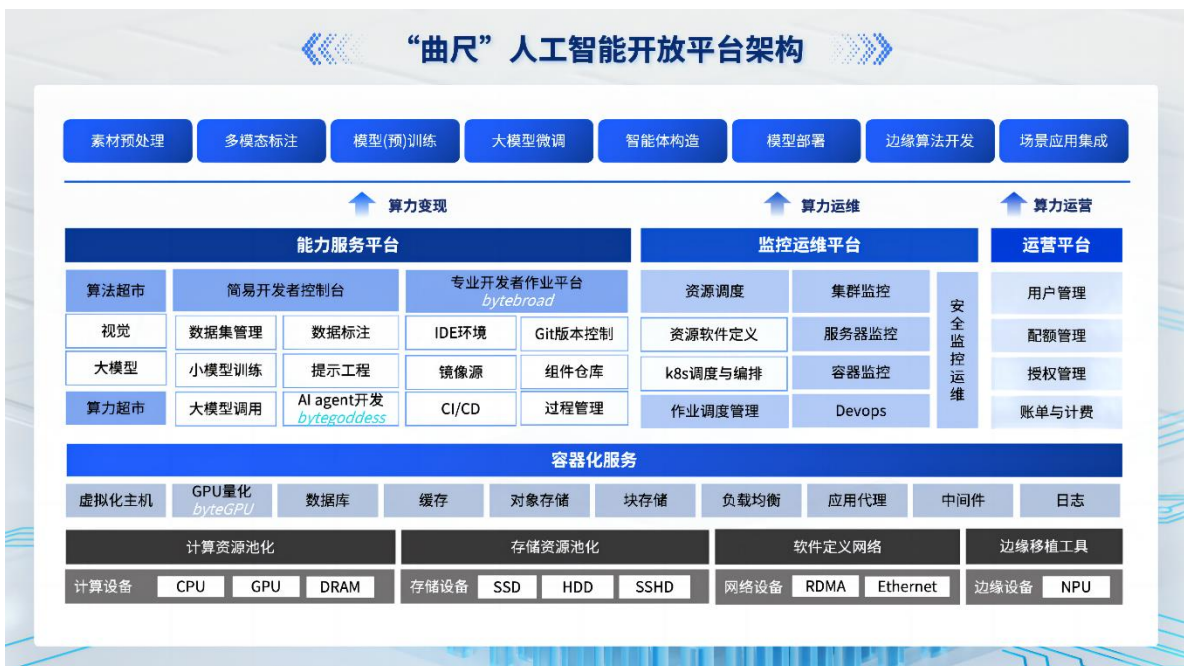 “曲尺”人工智能开放平台架构
素材预处理 多模态标注 模型(预)训练 大模型微调 智能体构造 模型部署 边缘算法开发 场景应用集成
算力变现 算力运维 算力运营
能力服务平台 监控运维平台 运营平台
算法超市 简易开发者控制台 专业开发者作业平台 资源调度 集群监控 用户管理
bytebroad
视觉 数据集管理 数据标注 IDE环境 Git版本控制 资源软件定义 服务器监控 安全监控运维 配额管理
大模型 小模型训练 提示工程 镜像源 组件仓库 k8s调度与编排 容器监控 授权管理
算力超市 大模型调用 AI agent开发 CI/CD 过程管理 作业调度管理 Devops 账单与计费
bytegoddess
容器化服务
虚拟化主机 GPU量化 数据库 缓存 对象存储 块存储 负载均衡 应用代理 中间件 日志
byteGPU
计算资源池化 存储资源池化 软件定义网络 边缘移植工具
计算设备 CPU GPU DRAM 存储设备 SSD HDD SSHD 网络设备 RDMA Ethernet 边缘设备 NPU